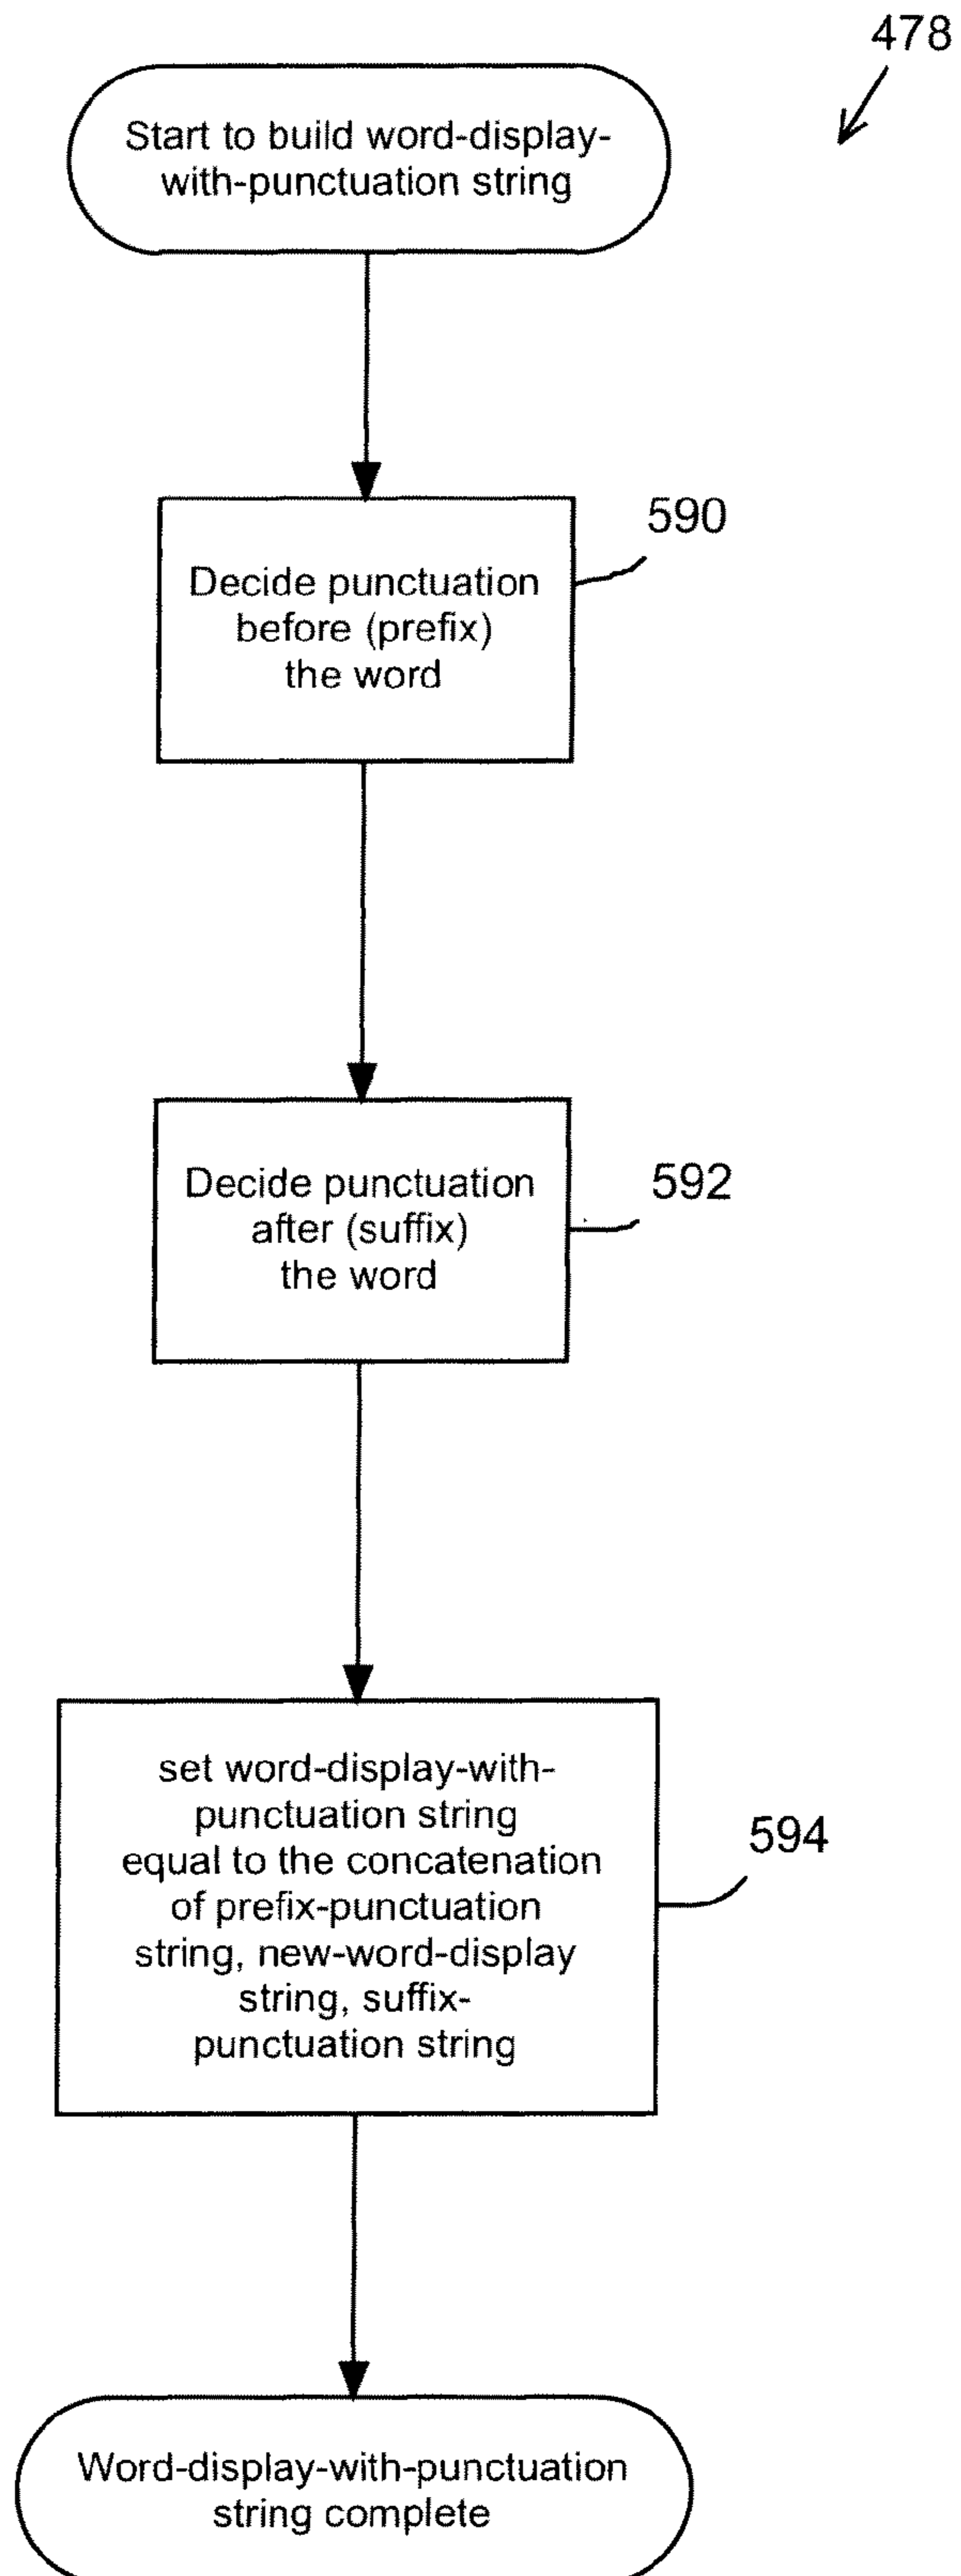 478
Start to build word-display-
with-punctuation string
590
Decide punctuation
before (prefix)
the word
592
Decide punctuation
after (suffix)
the word
594
set word-display-with-
punctuation string
equal to the concatenation
of prefix-punctuation
string, new-word-display
string, suffix-
punctuation string
Word-display-with-punctuation
string complete